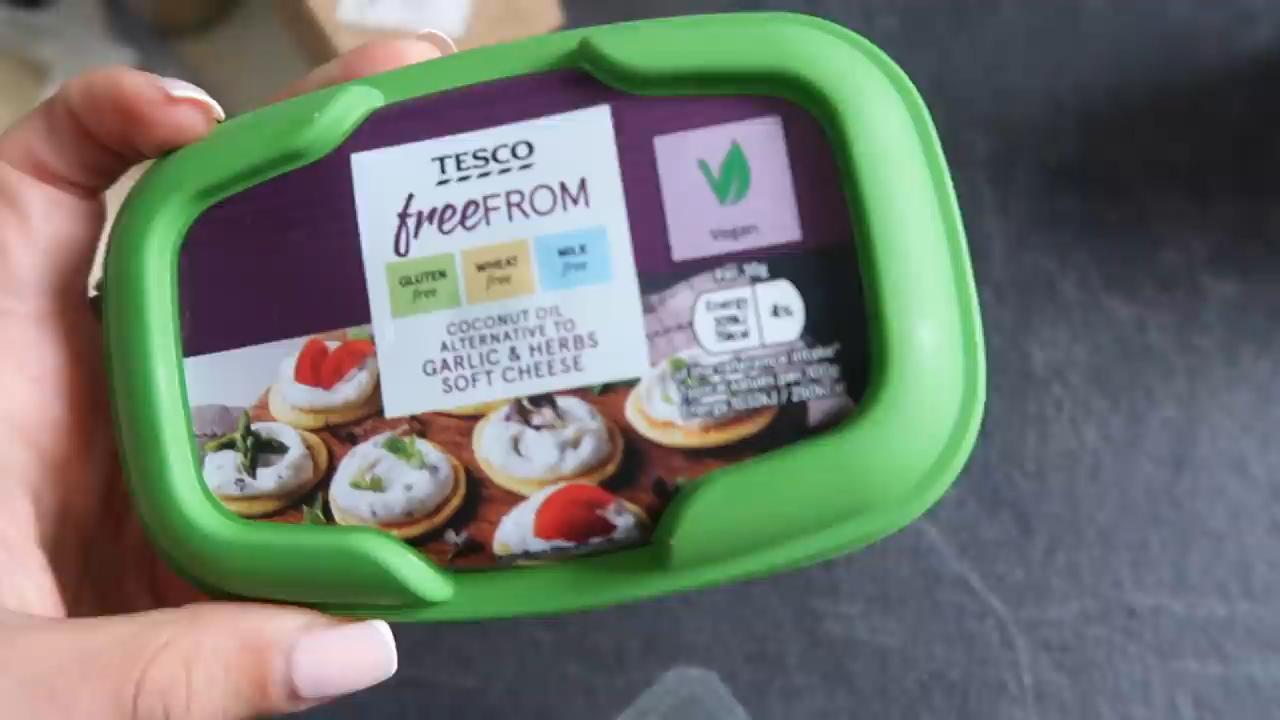 TESCO
freeFROM
GLUTEN free
WHEAT free
MILK free
COCONUT OIL
ALTERNATIVE TO
GARLIC & HERBS
SOFT CHEESE
Vegan
Energy
4%